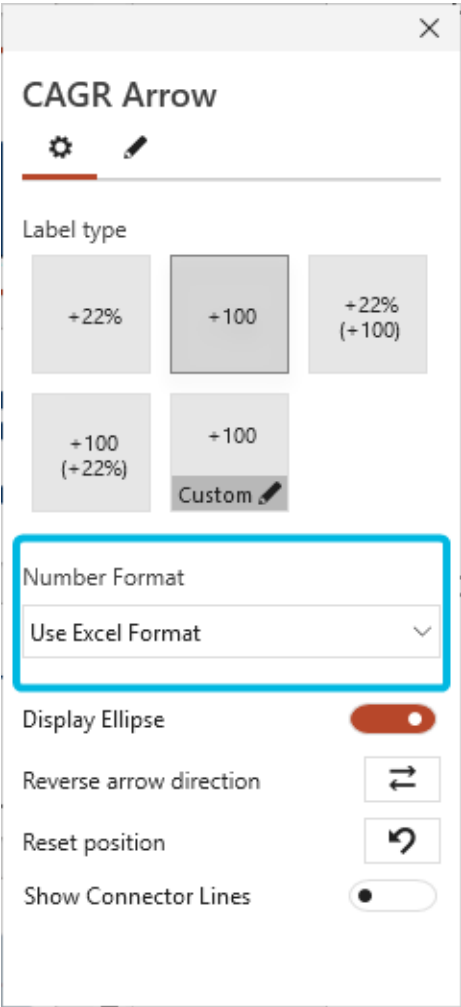 CAGR Arrow
Label type
+22%
+100
+22%
(+100)
+100
(+22%)
+100
Custom
Number Format
Use Excel Format
Display Ellipse
Reverse arrow direction
Reset position
Show Connector Lines